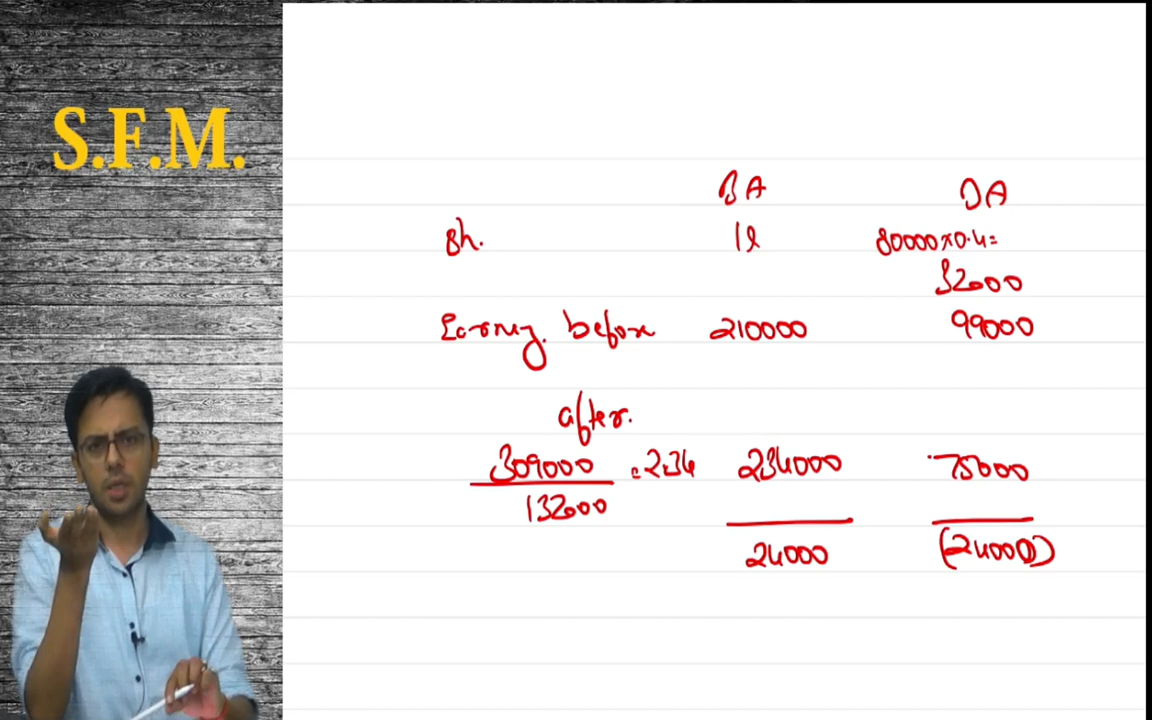 S.F.M.
BA DA
Sh. 1l 80000×0.4=
32000
Earning. before 210000 99000
after.
309000 =2.34 234000 75000
132000
24000 (24000)